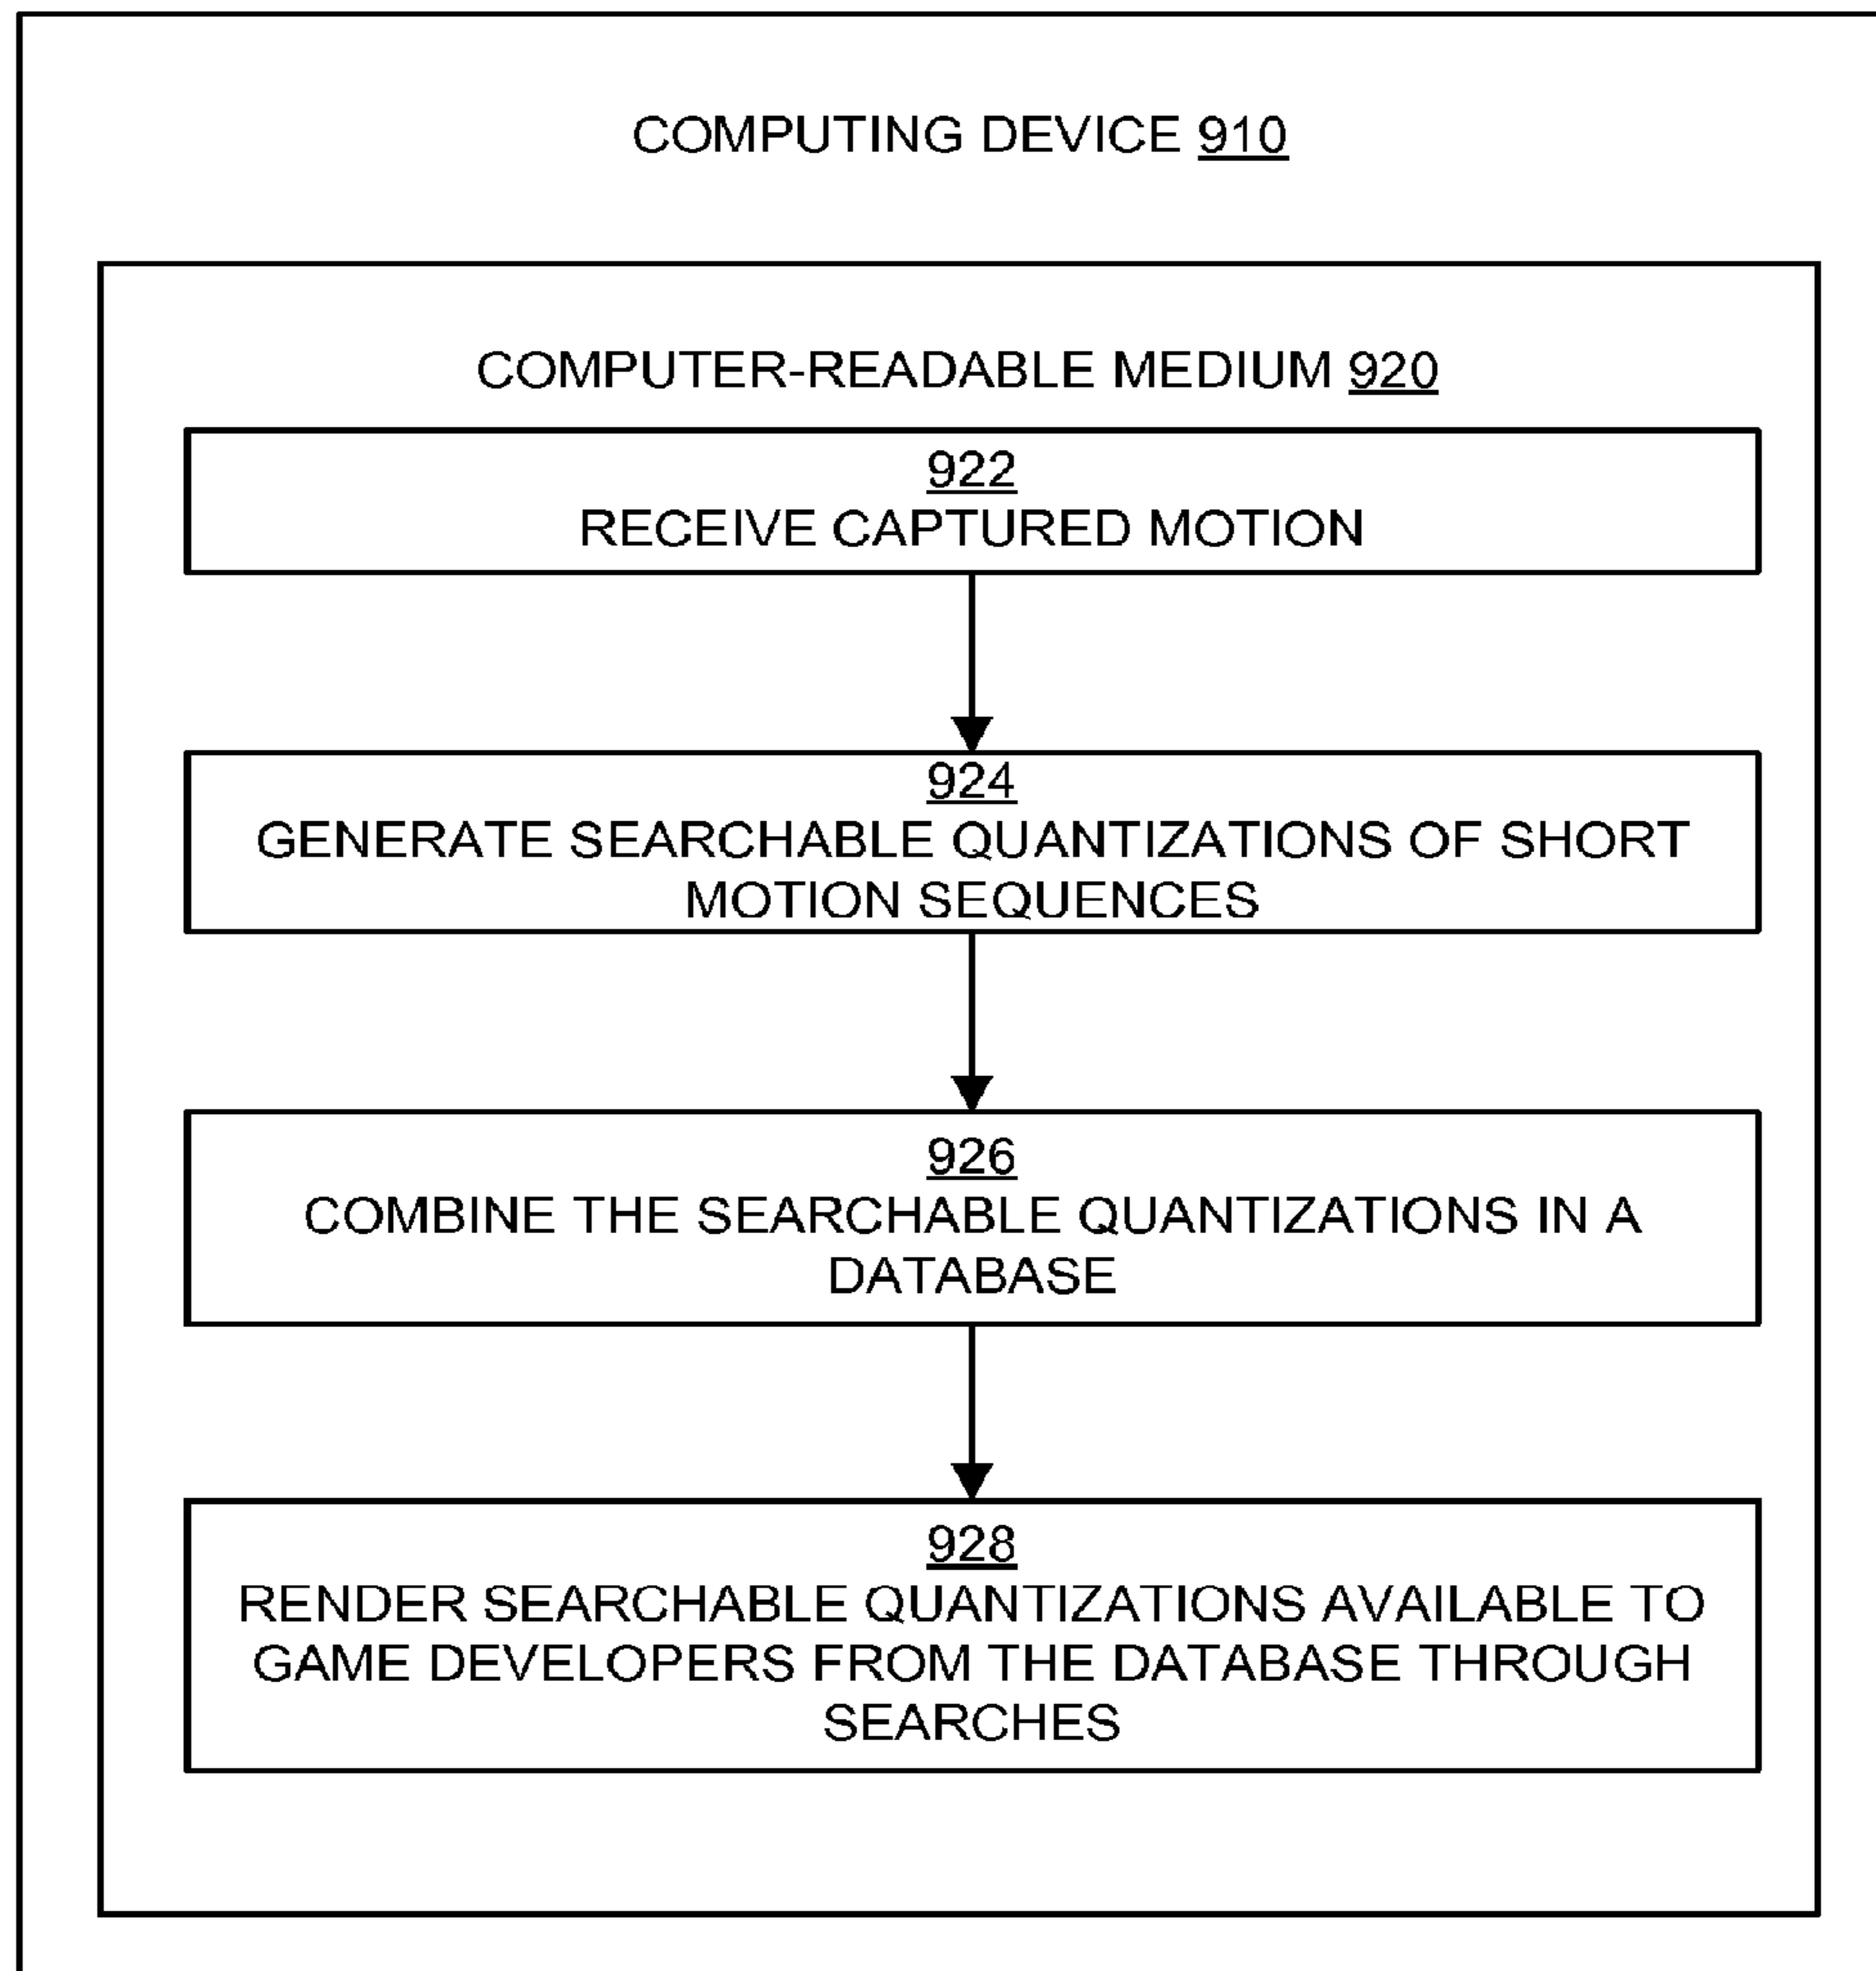 COMPUTING DEVICE 910
COMPUTER-READABLE MEDIUM 920
922
RECEIVE CAPTURED MOTION
924
GENERATE SEARCHABLE QUANTIZATIONS OF SHORT
MOTION SEQUENCES
926
COMBINE THE SEARCHABLE QUANTIZATIONS IN A
DATABASE
928
RENDER SEARCHABLE QUANTIZATIONS AVAILABLE TO
GAME DEVELOPERS FROM THE DATABASE THROUGH
SEARCHES